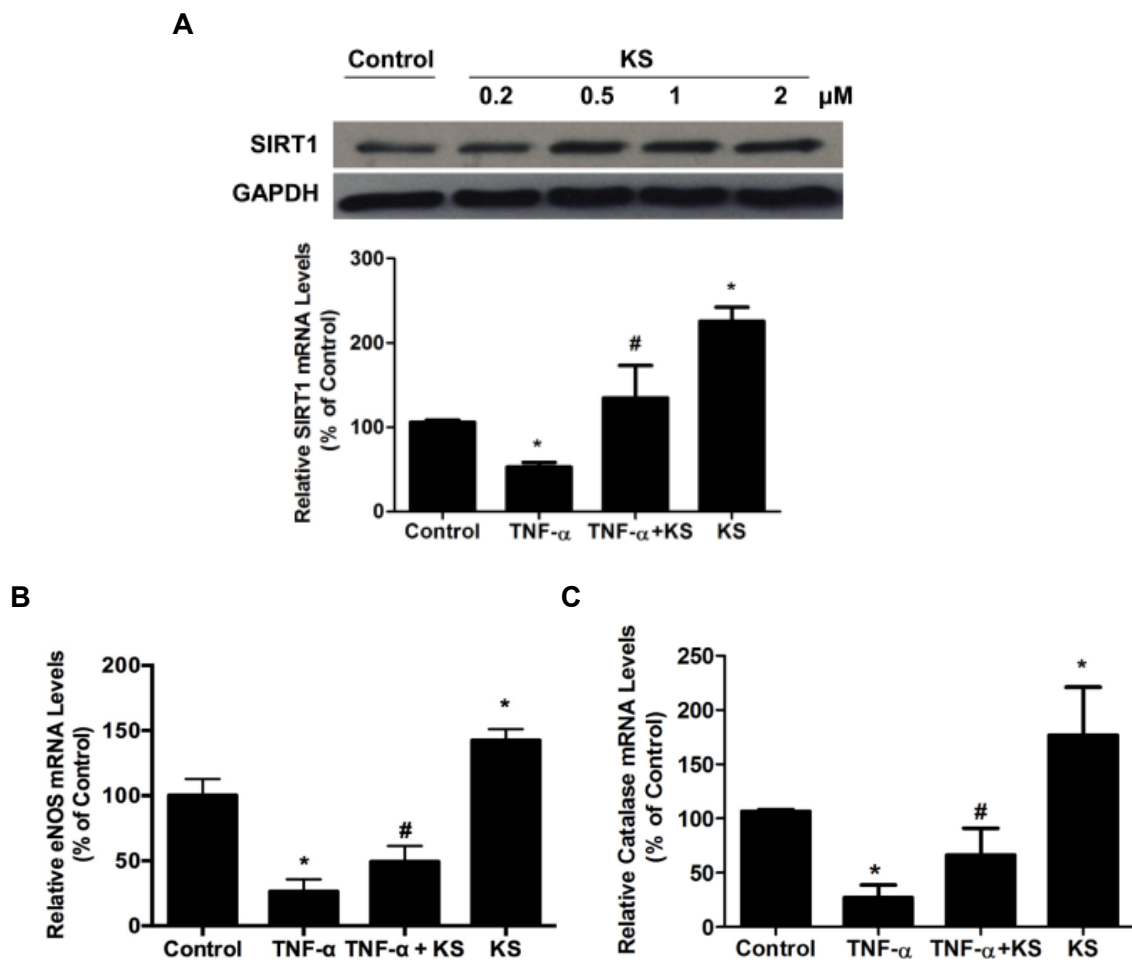 A
Control KS
0.2 0.5 1 2 µM
SIRT1
GAPDH
Relative SIRT1 mRNA Levels
(% of Control)
300
200
100
0
*
#
*
Control TNF-α TNF-α+KS KS
B
Relative eNOS mRNA Levels
(% of Control)
200
150
100
50
0
*
#
*
Control TNF-α TNF-α + KS KS
C
Relative Catalase mRNA Levels
(% of Control)
250
200
150
100
50
0
*
#
*
Control TNF-α TNF-α+KS KS